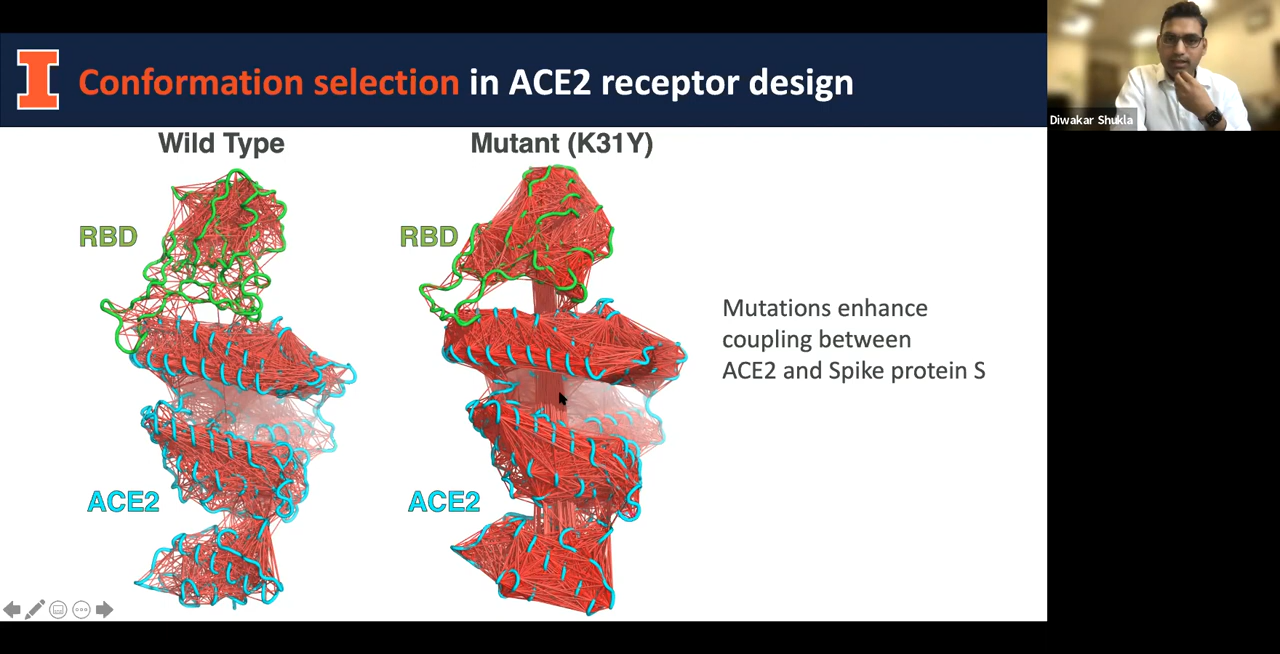 Conformation selection in ACE2 receptor design
Diwakar Shukla
Wild Type
Mutant (K31Y)
RBD
RBD
Mutations enhance
coupling between
ACE2 and Spike protein S
ACE2
ACE2